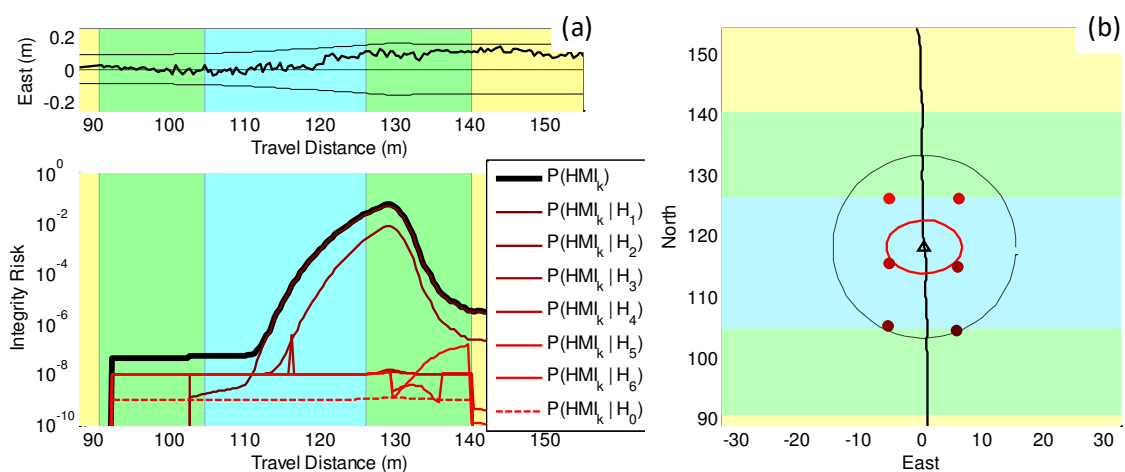 (a)
0.2
0
-0.2
East (m)
90 100 110 120 130 140 150
Travel Distance (m)
10^0
10^-2
10^-4
10^-6
10^-8
10^-10
Integrity Risk
P(HMI_k)
P(HMI_k | H_1)
P(HMI_k | H_2)
P(HMI_k | H_3)
P(HMI_k | H_4)
P(HMI_k | H_5)
P(HMI_k | H_6)
P(HMI_k | H_0)
90 100 110 120 130 140 150
Travel Distance (m)
(b)
150
140
130
120
110
100
90
North
-30 -20 -10 0 10 20 30
East